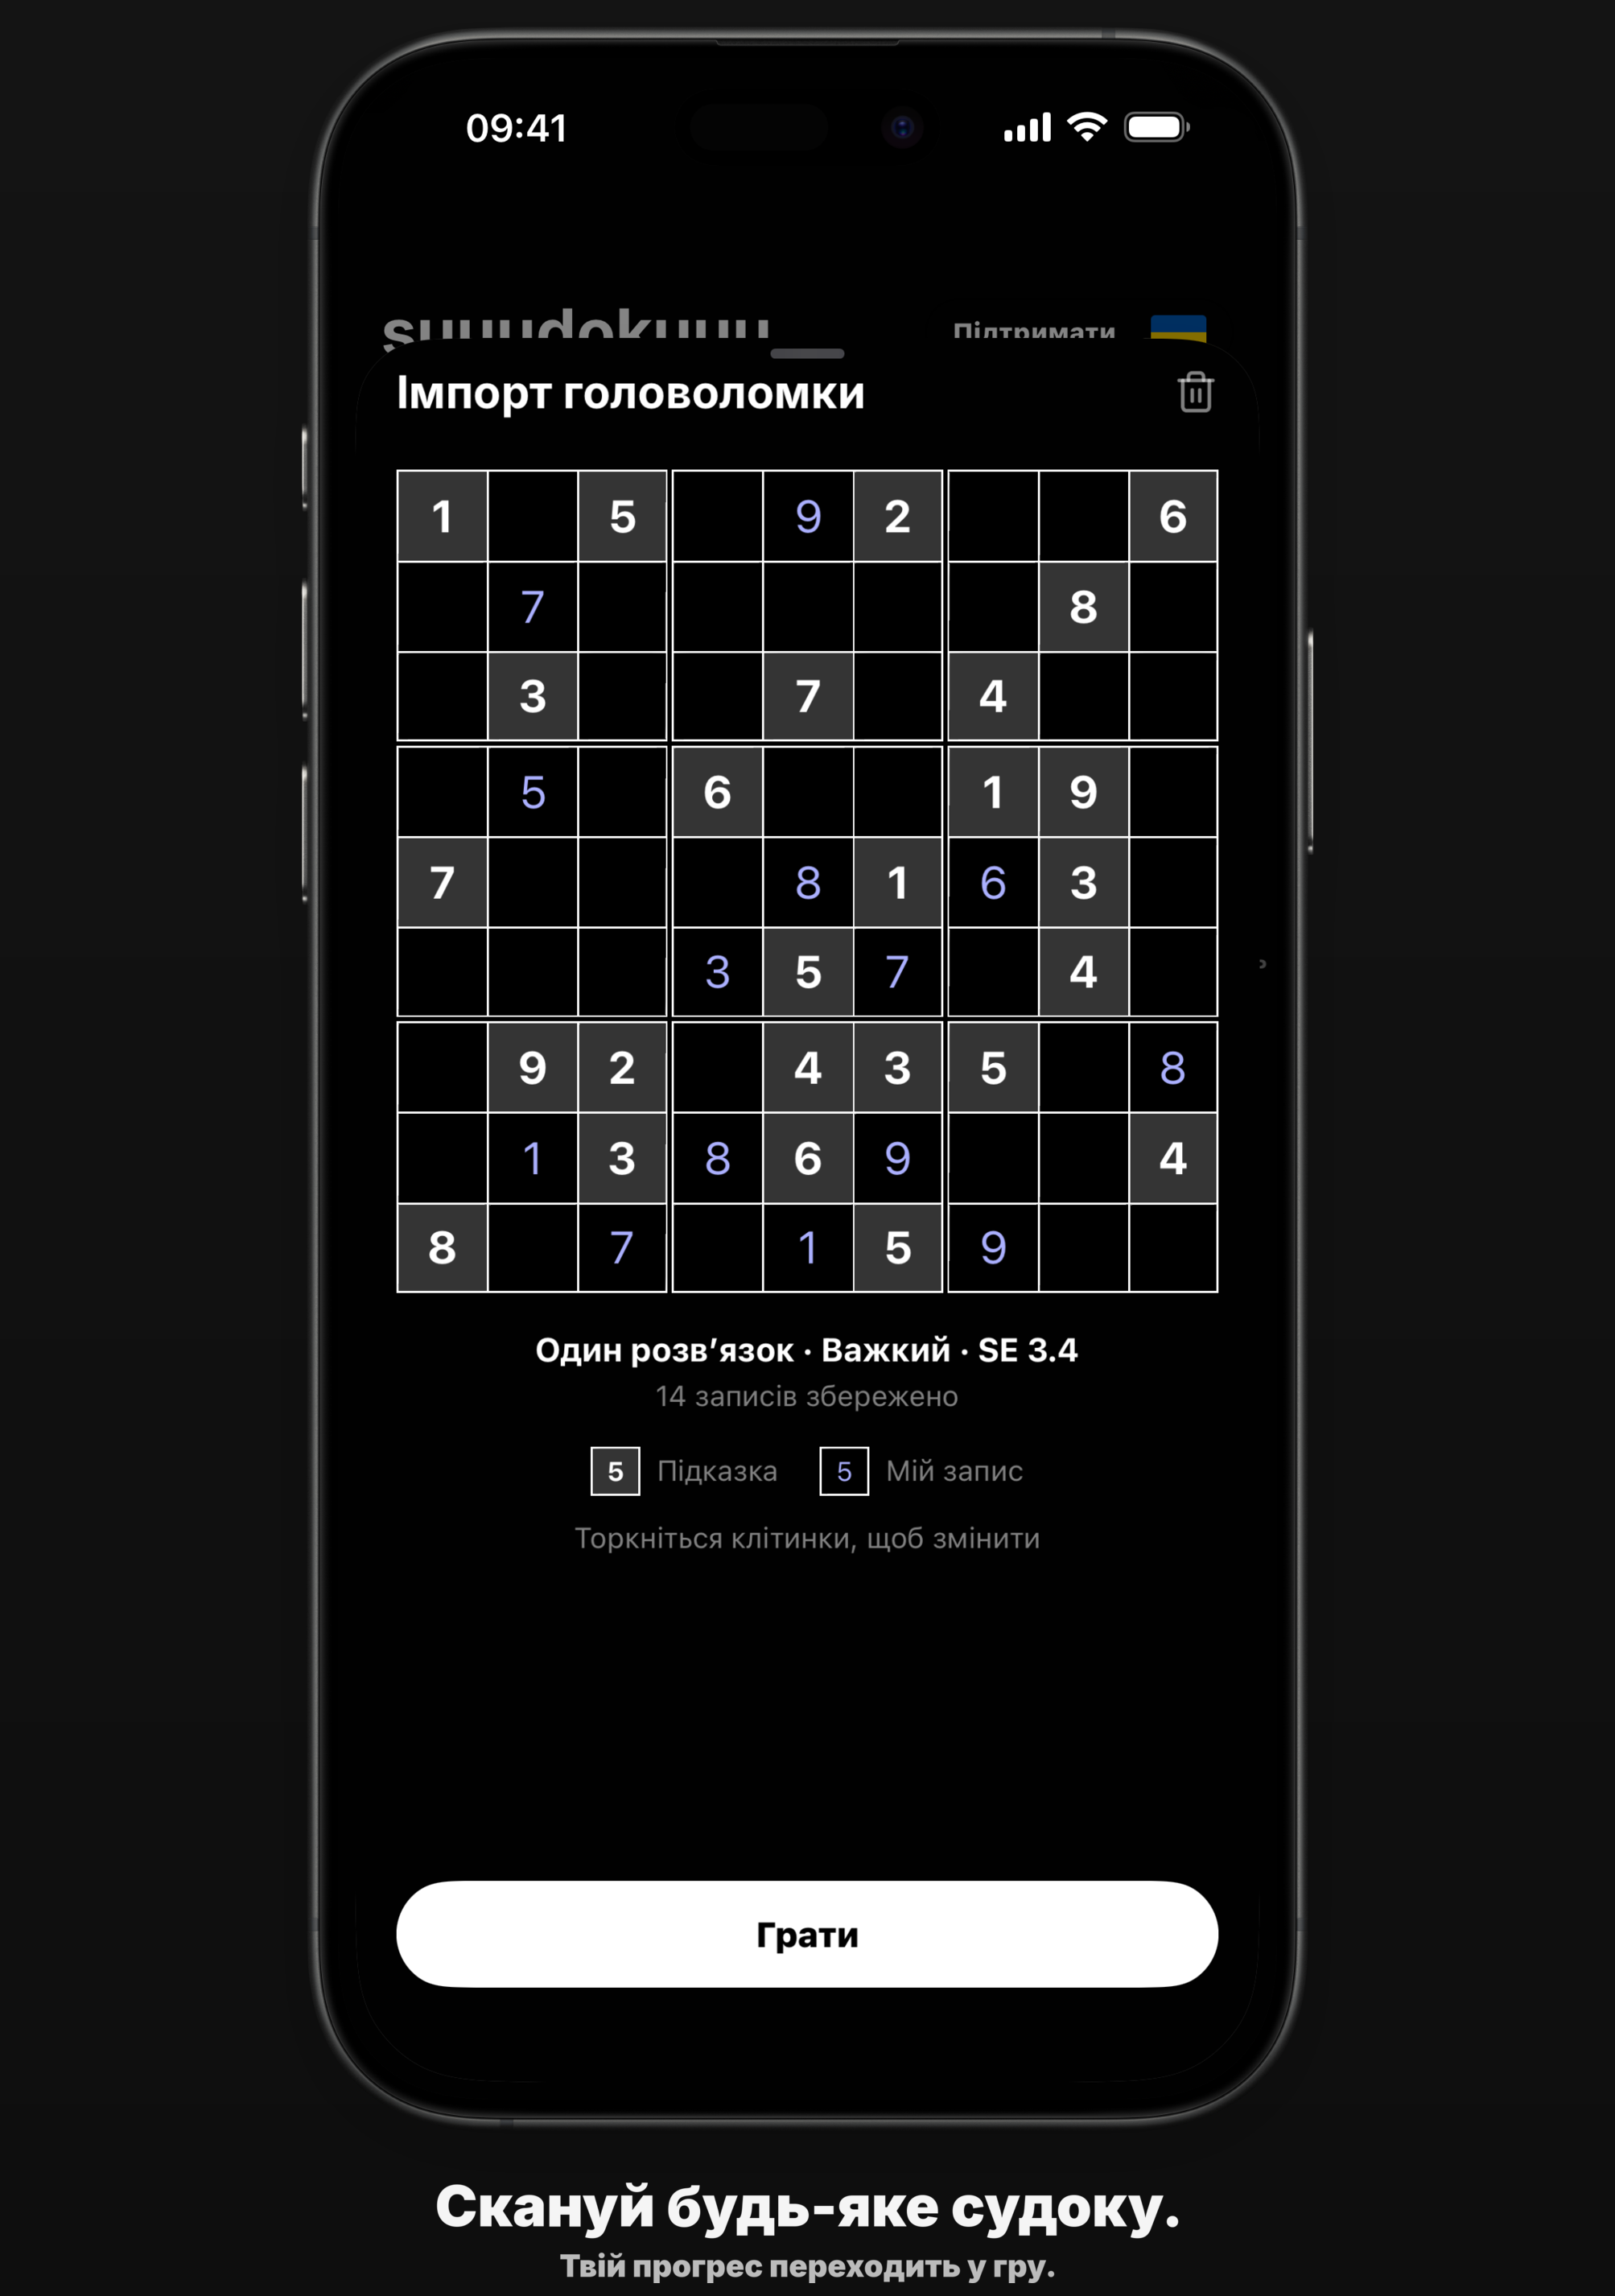 09:41
suuudokuuu Підтримати
Імпорт головоломки
1 5 9 2 6
7 8
3 7 4
5 6 1 9
7 8 1 6 3
3 5 7 4
9 2 4 3 5 8
1 3 8 6 9 4
8 7 1 5 9
Один розв’язок · Важкий · SE 3.4
14 записів збережено
5 Підказка 5 Мій запис
Торкніться клітинки, щоб змінити
Грати
Скануй будь-яке судоку.
Твій прогрес переходить у гру.